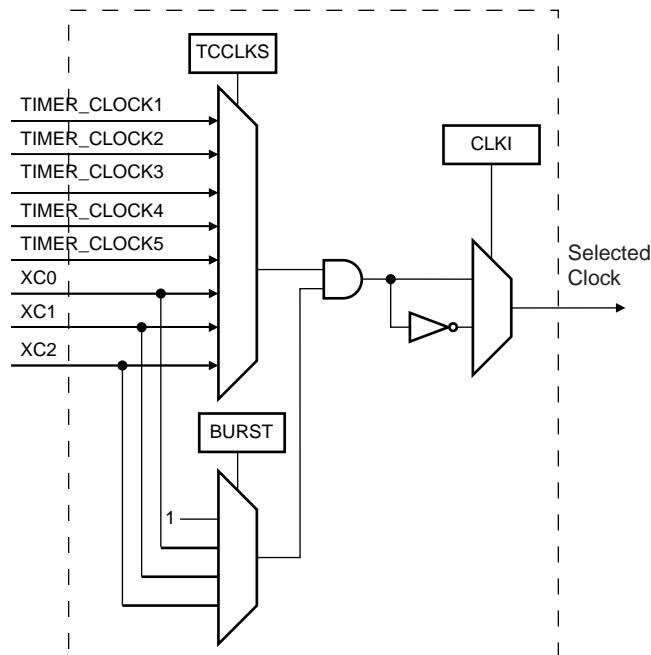 TCCLKS
TIMER_CLOCK1
TIMER_CLOCK2
TIMER_CLOCK3
TIMER_CLOCK4
TIMER_CLOCK5
XC0
XC1
XC2
CLKI
Selected
Clock
BURST
1